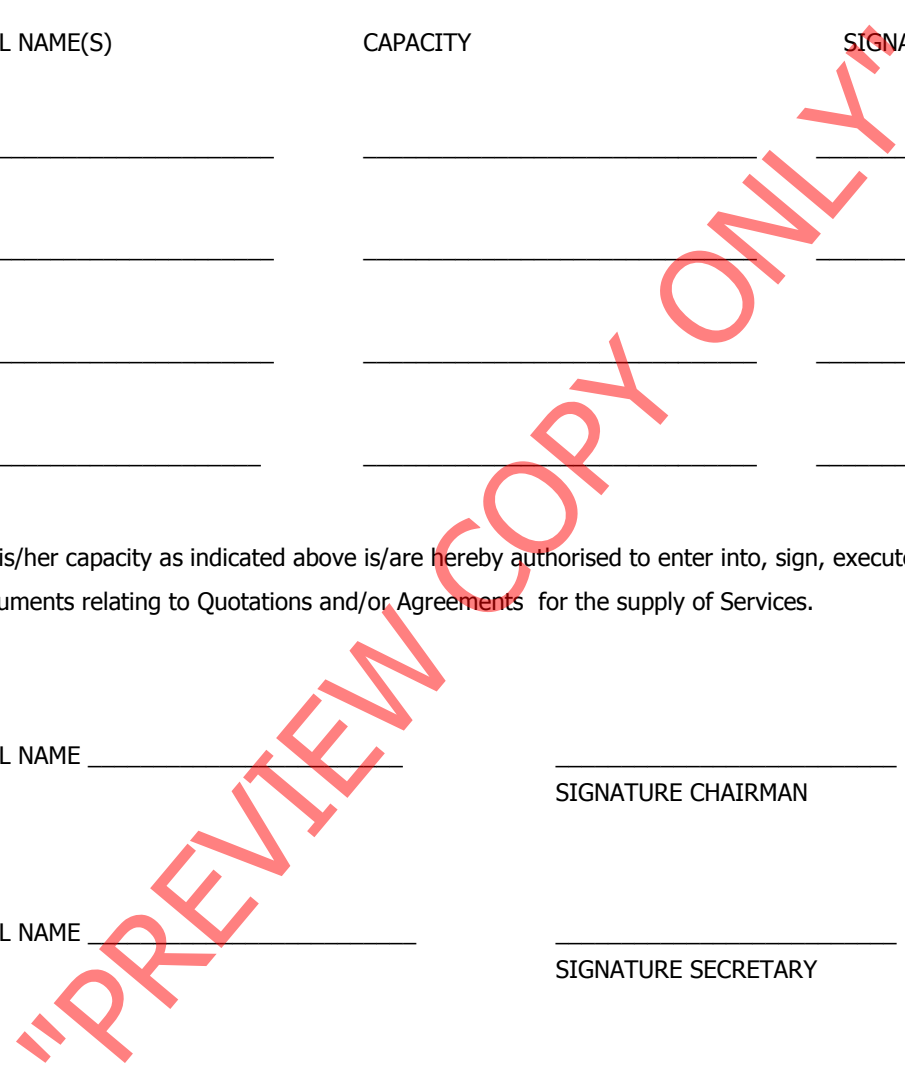 L NAME(S) CAPACITY SIGNA
is/her capacity as indicated above is/are hereby authorised to enter into, sign, execute
uments relating to Quotations and/or Agreements for the supply of Services.
L NAME
SIGNATURE CHAIRMAN
L NAME
SIGNATURE SECRETARY
"PREVIEW COPY ONLY"